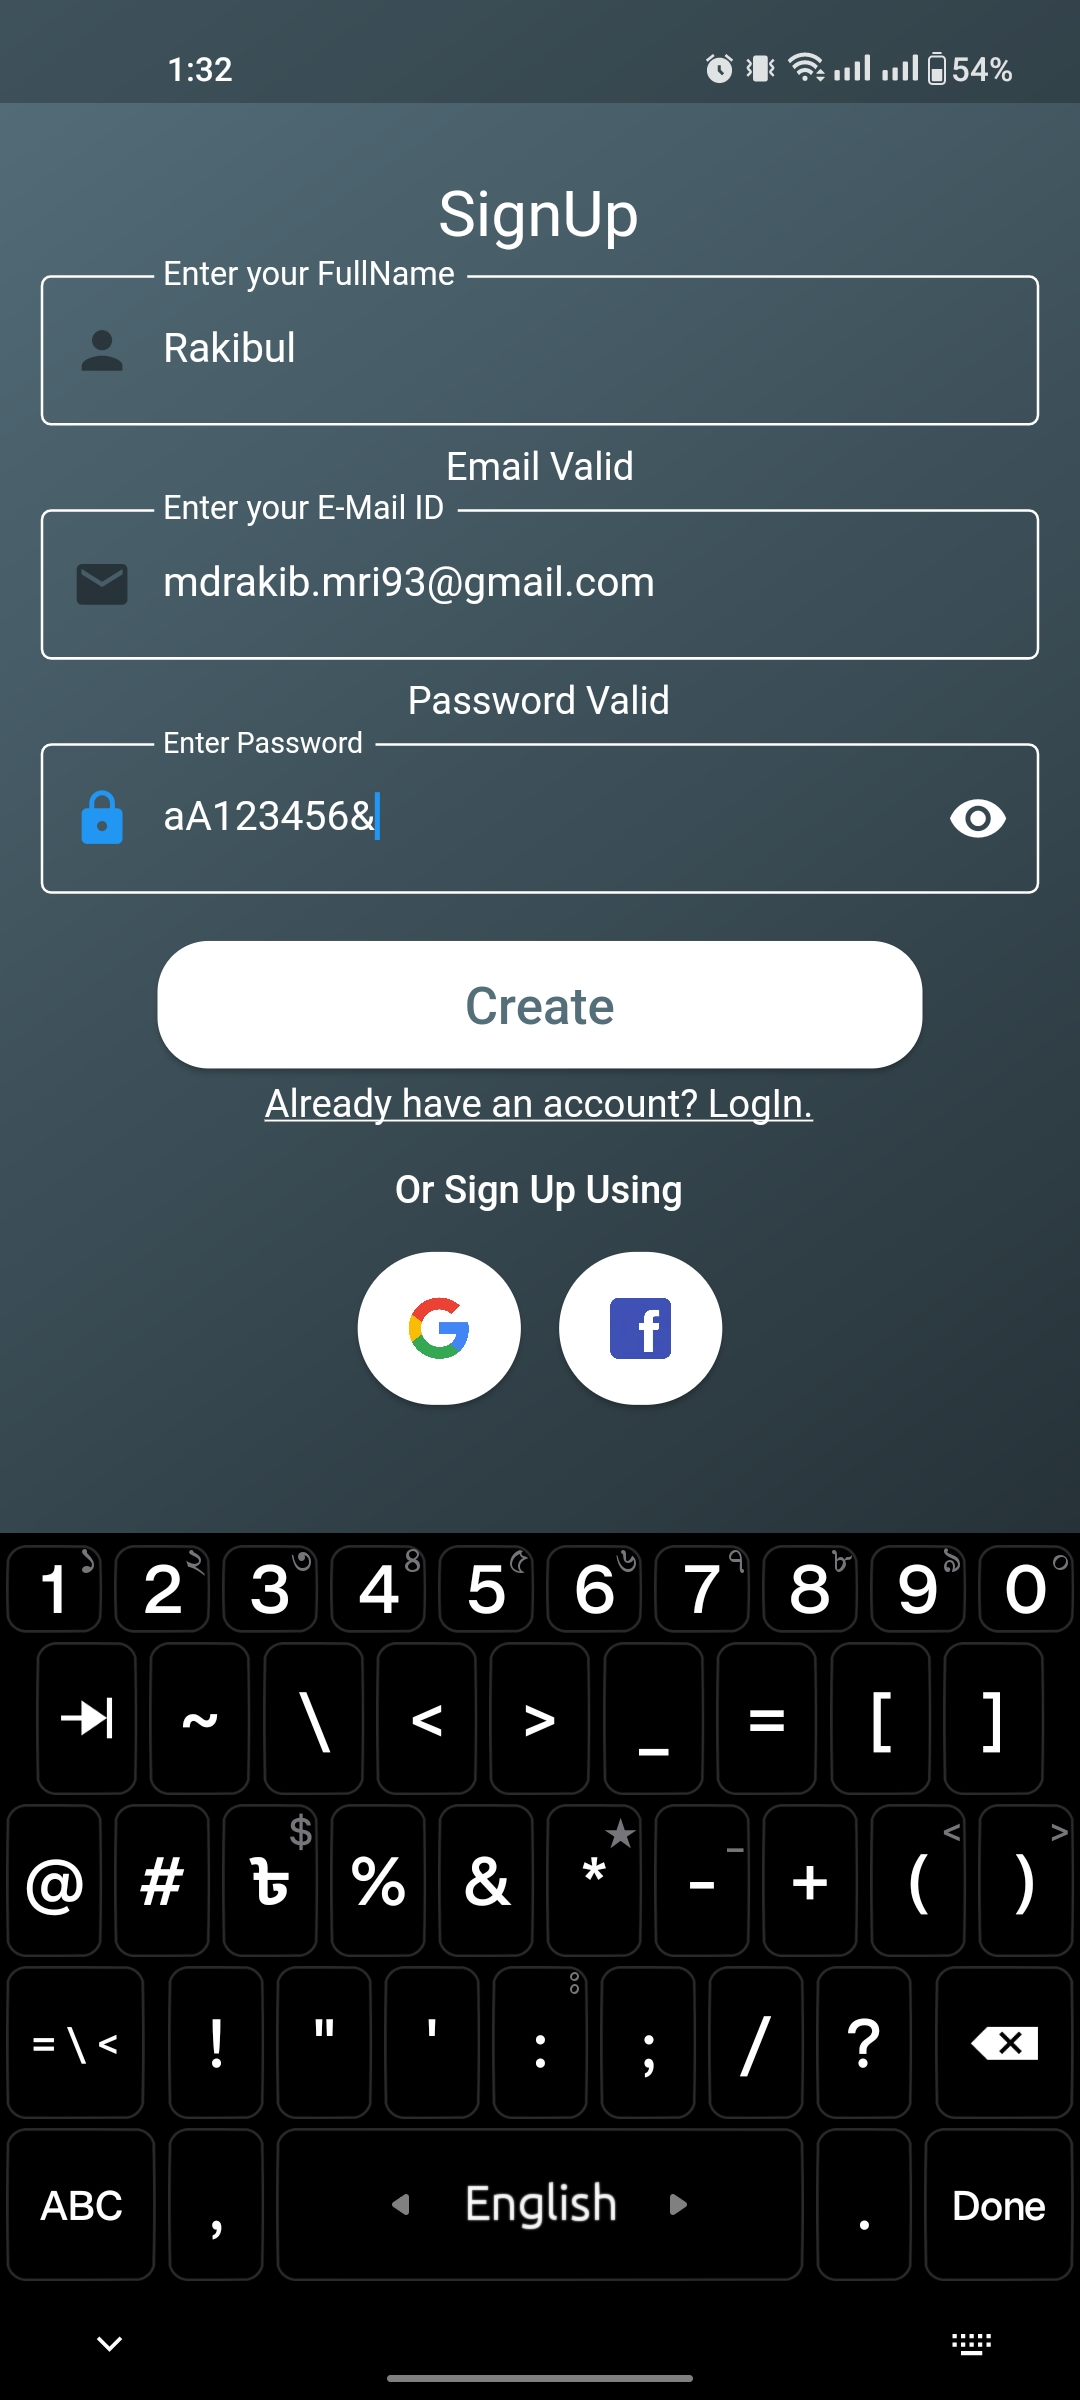 1:32 54%
SignUp
Enter your FullName
Rakibul
Email Valid
Enter your E-Mail ID
mdrakib.mri93@gmail.com
Password Valid
Enter Password
aA123456&
Create
Already have an account? LogIn.
Or Sign Up Using
G f
1 ১ 2 ২ 3 ৩ 4 ৪ 5 ৫ 6 ৬ 7 ৭ 8 ৮ 9 ৯ 0 ০
~ \ < > _ = [ ]
@ # ৳ $ % & * ★ - _ + ( < ) >
= \ < ! " ' : ঃ ; / ?
ABC , English . Done